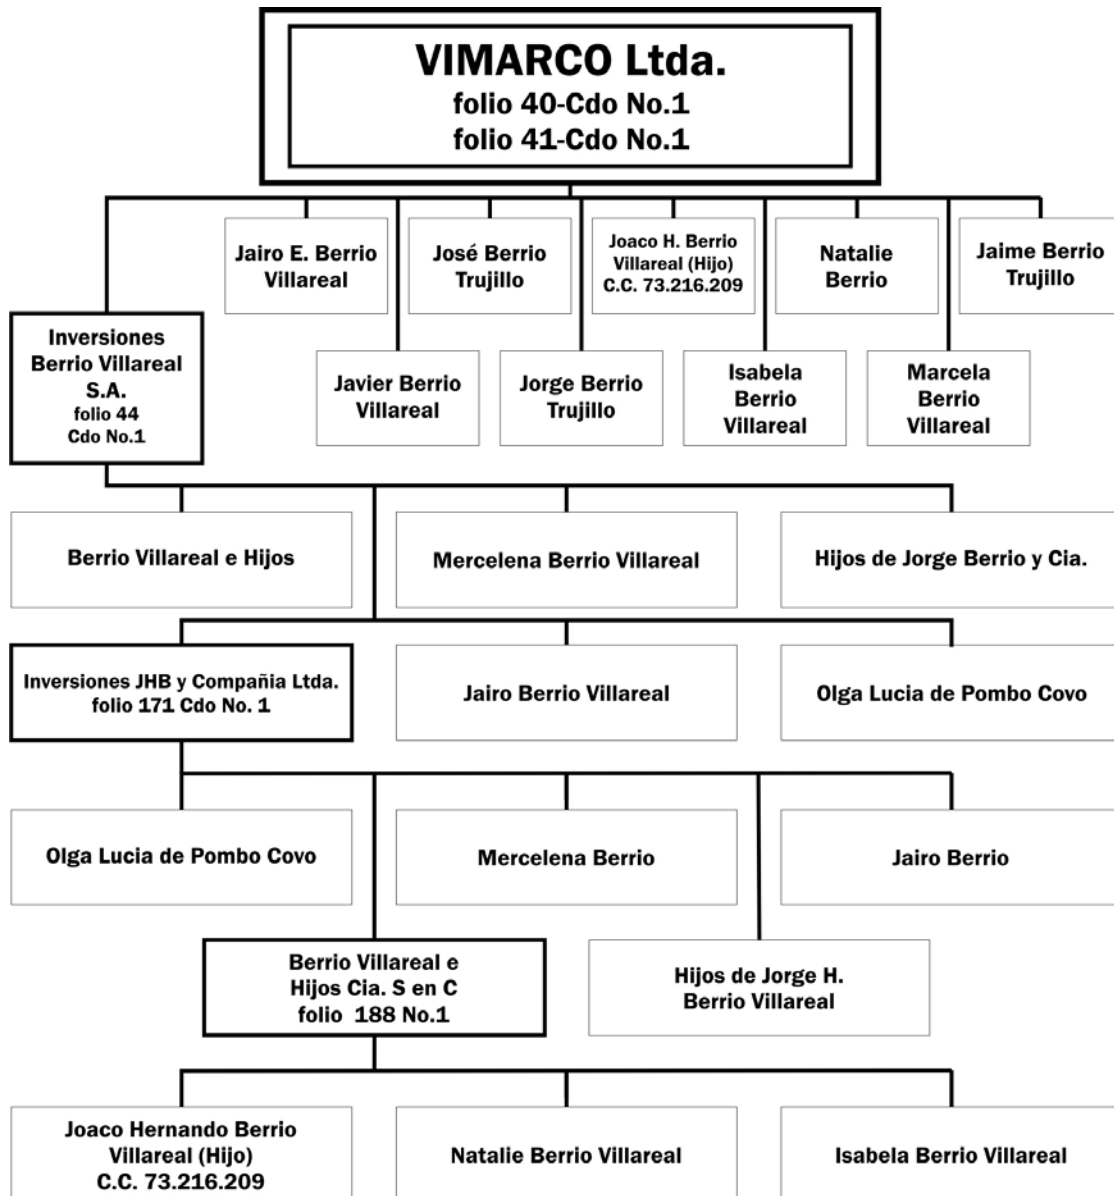 VIMARCO Ltda.
folio 40-Cdo No.1
folio 41-Cdo No.1
Jairo E. Berrio
Villareal
José Berrio
Trujillo
Joaco H. Berrio
Villareal (Hijo)
C.C. 73.216.209
Natalie
Berrio
Jaime Berrio
Trujillo
Inversiones
Berrio Villareal
S.A.
folio 44
Cdo No.1
Javier Berrio
Villareal
Jorge Berrio
Trujillo
Isabela
Berrio
Villareal
Marcela
Berrio
Villareal
Berrio Villareal e Hijos
Mercelena Berrio Villareal
Hijos de Jorge Berrio y Cia.
Inversiones JHB y Compañia Ltda.
folio 171 Cdo No. 1
Jairo Berrio Villareal
Olga Lucia de Pombo Covo
Olga Lucia de Pombo Covo
Mercelena Berrio
Jairo Berrio
Berrio Villareal e
Hijos Cia. S en C
folio 188 No.1
Hijos de Jorge H.
Berrio Villareal
Joaco Hernando Berrio
Villareal (Hijo)
C.C. 73.216.209
Natalie Berrio Villareal
Isabela Berrio Villareal